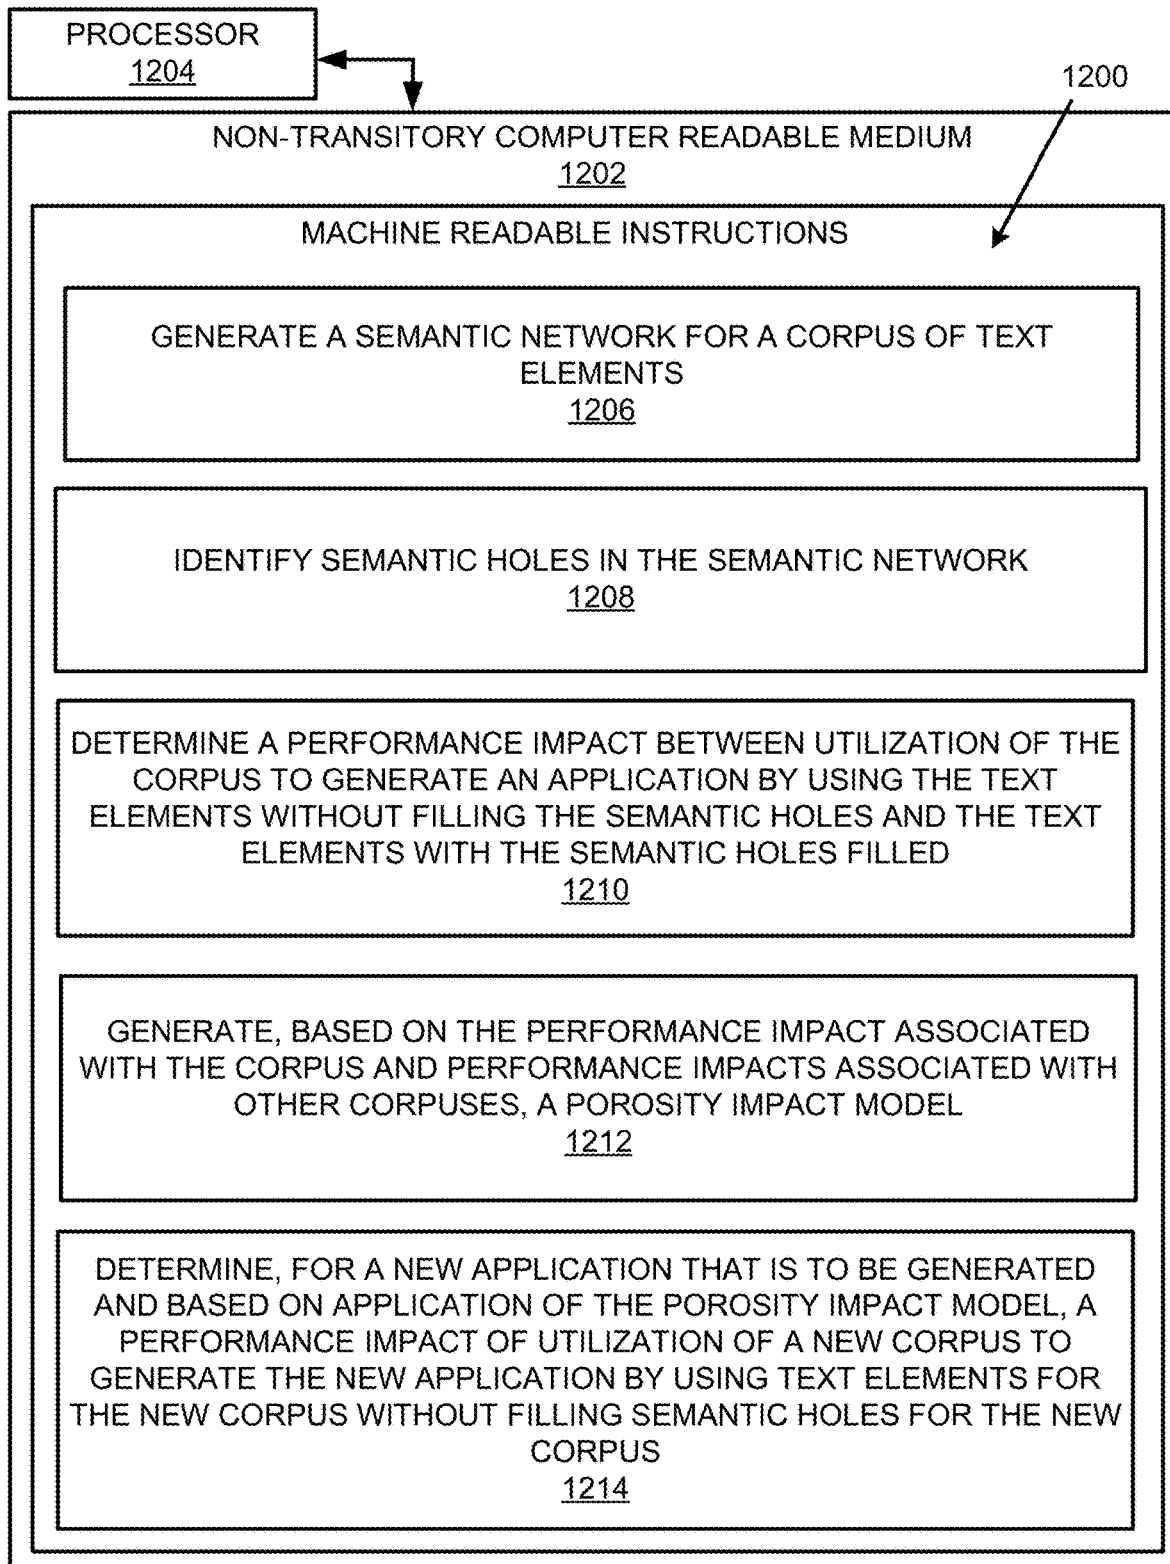 PROCESSOR
1204
1200
NON-TRANSITORY COMPUTER READABLE MEDIUM
1202
MACHINE READABLE INSTRUCTIONS
GENERATE A SEMANTIC NETWORK FOR A CORPUS OF TEXT
ELEMENTS
1206
IDENTIFY SEMANTIC HOLES IN THE SEMANTIC NETWORK
1208
DETERMINE A PERFORMANCE IMPACT BETWEEN UTILIZATION OF THE
CORPUS TO GENERATE AN APPLICATION BY USING THE TEXT
ELEMENTS WITHOUT FILLING THE SEMANTIC HOLES AND THE TEXT
ELEMENTS WITH THE SEMANTIC HOLES FILLED
1210
GENERATE, BASED ON THE PERFORMANCE IMPACT ASSOCIATED
WITH THE CORPUS AND PERFORMANCE IMPACTS ASSOCIATED WITH
OTHER CORPUSES, A POROSITY IMPACT MODEL
1212
DETERMINE, FOR A NEW APPLICATION THAT IS TO BE GENERATED
AND BASED ON APPLICATION OF THE POROSITY IMPACT MODEL, A
PERFORMANCE IMPACT OF UTILIZATION OF A NEW CORPUS TO
GENERATE THE NEW APPLICATION BY USING TEXT ELEMENTS FOR
THE NEW CORPUS WITHOUT FILLING SEMANTIC HOLES FOR THE NEW
CORPUS
1214